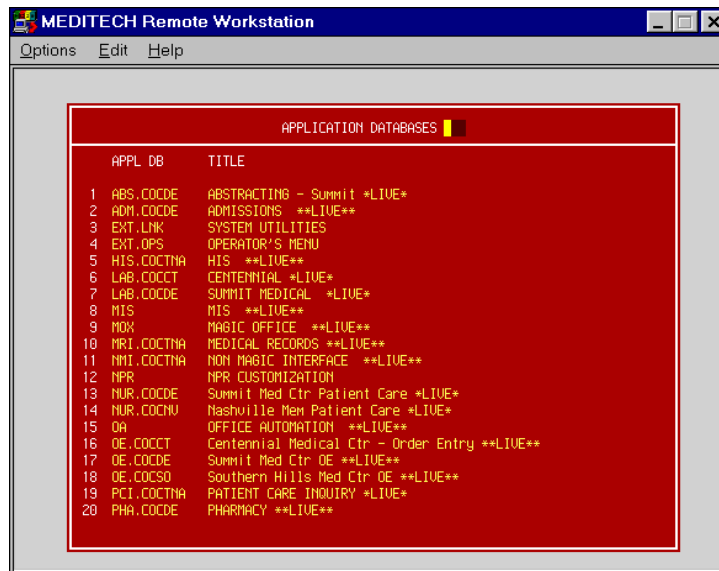 MEDITECH Remote Workstation
Options Edit Help
APPLICATION DATABASES
APPL DB TITLE
1 ABS.COCDE ABSTRACTING - Summit *LIVE*
2 ADM.COCDE ADMISSIONS **LIVE**
3 EXT.LNK SYSTEM UTILITIES
4 EXT.OPS OPERATOR'S MENU
5 HIS.COCTNA HIS **LIVE**
6 LAB.COCCT CENTENNIAL *LIVE*
7 LAB.COCDE SUMMIT MEDICAL *LIVE*
8 MIS MIS **LIVE**
9 MOX MAGIC OFFICE **LIVE**
10 MRI.COCTNA MEDICAL RECORDS **LIVE**
11 NMI.COCTNA NON MAGIC INTERFACE **LIVE**
12 NPR NPR CUSTOMIZATION
13 NUR.COCDE Summit Med Ctr Patient Care *LIVE*
14 NUR.COCNV Nashville Mem Patient Care *LIVE*
15 OA OFFICE AUTOMATION **LIVE**
16 OE.COCCT Centennial Medical Ctr - Order Entry **LIVE**
17 OE.COCDE Summit Med Ctr OE **LIVE**
18 OE.COCSO Southern Hills Med Ctr OE **LIVE**
19 PCI.COCTNA PATIENT CARE INQUIRY *LIVE*
20 PHA.COCDE PHARMACY **LIVE**